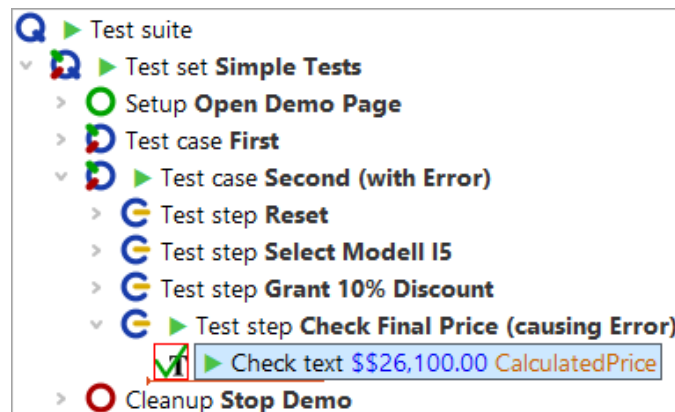 Test suite
Test set Simple Tests
Setup Open Demo Page
Test case First
Test case Second (with Error)
Test step Reset
Test step Select Modell I5
Test step Grant 10% Discount
Test step Check Final Price (causing Error)
Check text $$26,100.00 CalculatedPrice
Cleanup Stop Demo